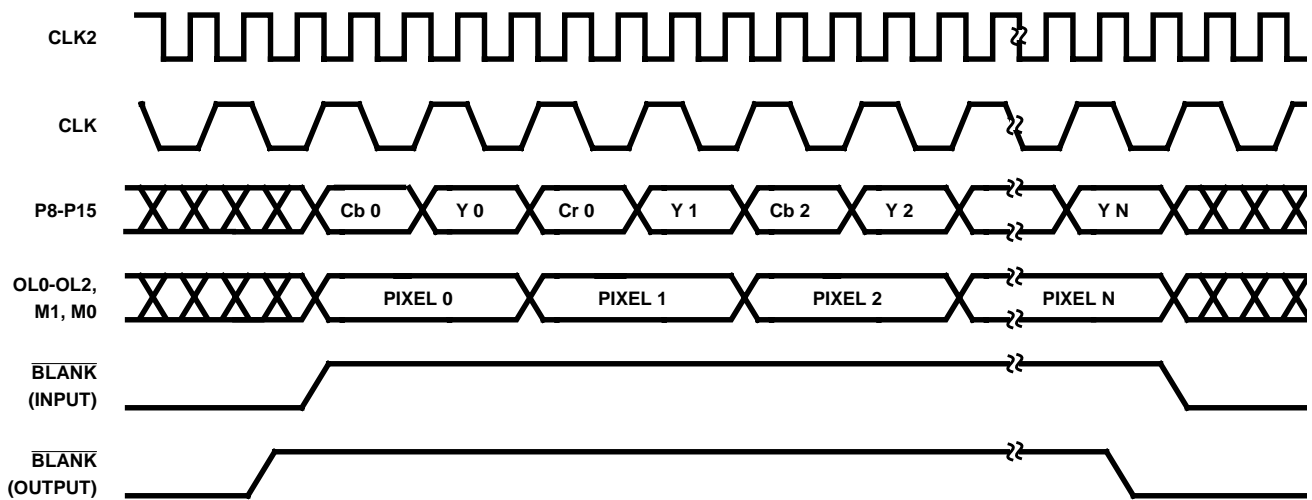 CLK2
CLK
P8-P15
Cb 0 Y 0 Cr 0 Y 1 Cb 2 Y 2 Y N
OL0-OL2,
M1, M0
PIXEL 0 PIXEL 1 PIXEL 2 PIXEL N
BLANK
(INPUT)
BLANK
(OUTPUT)